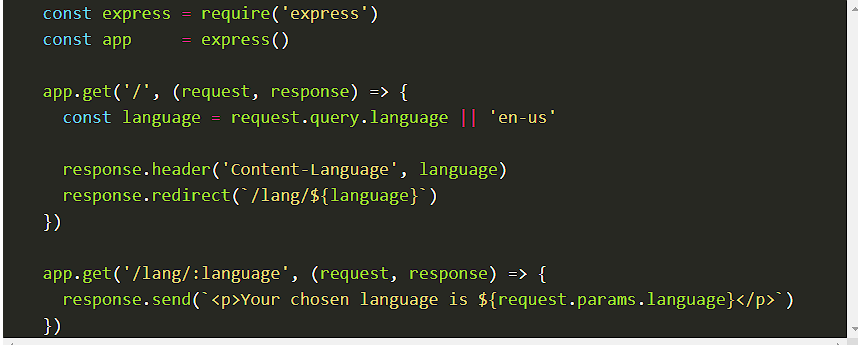 const express = require('express')
const app     = express()
app.get('/', (request, response) => {
  const language = request.query.language || 'en-us'
  response.header('Content-Language', language)
  response.redirect(`/lang/${language}`)
})
app.get('/lang/:language', (request, response) => {
  response.send(`<p>Your chosen language is ${request.params.language}</p>`)
})